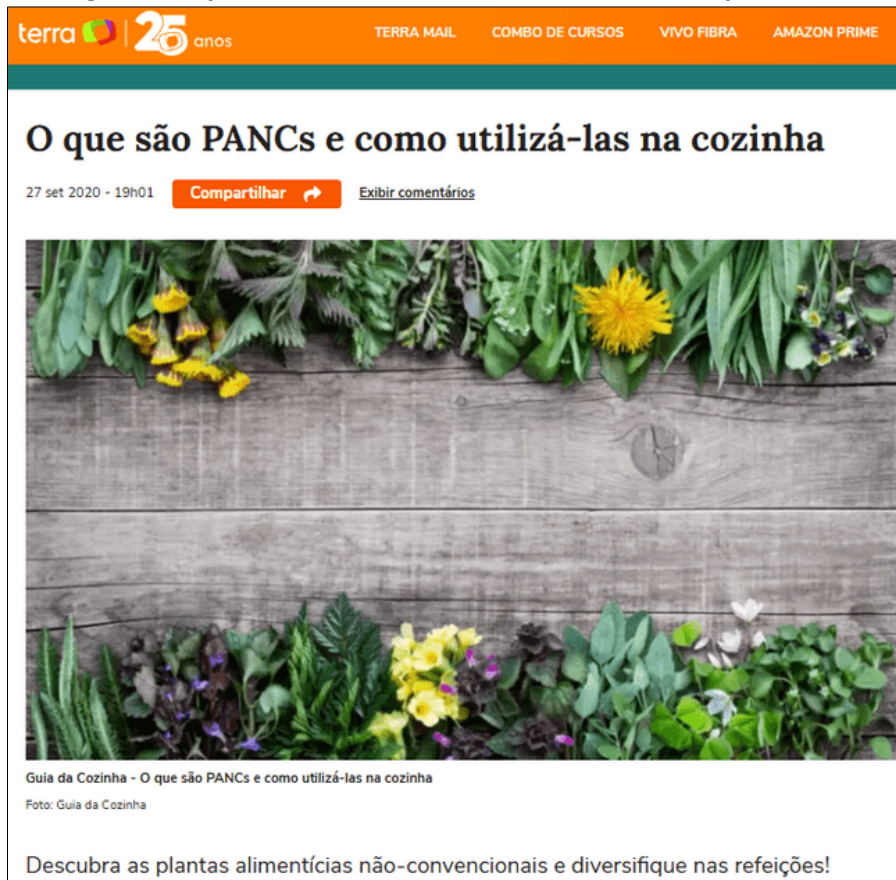 terra 25 anos
TERRA MAIL COMBO DE CURSOS VIVO FIBRA AMAZON PRIME
O que são PANCs e como utilizá-las na cozinha
27 set 2020 - 19h01 Compartilhar Exibir comentários
Guia da Cozinha - O que são PANCs e como utilizá-las na cozinha
Foto: Guia da Cozinha
Descubra as plantas alimentícias não-convencionais e diversifique nas refeições!